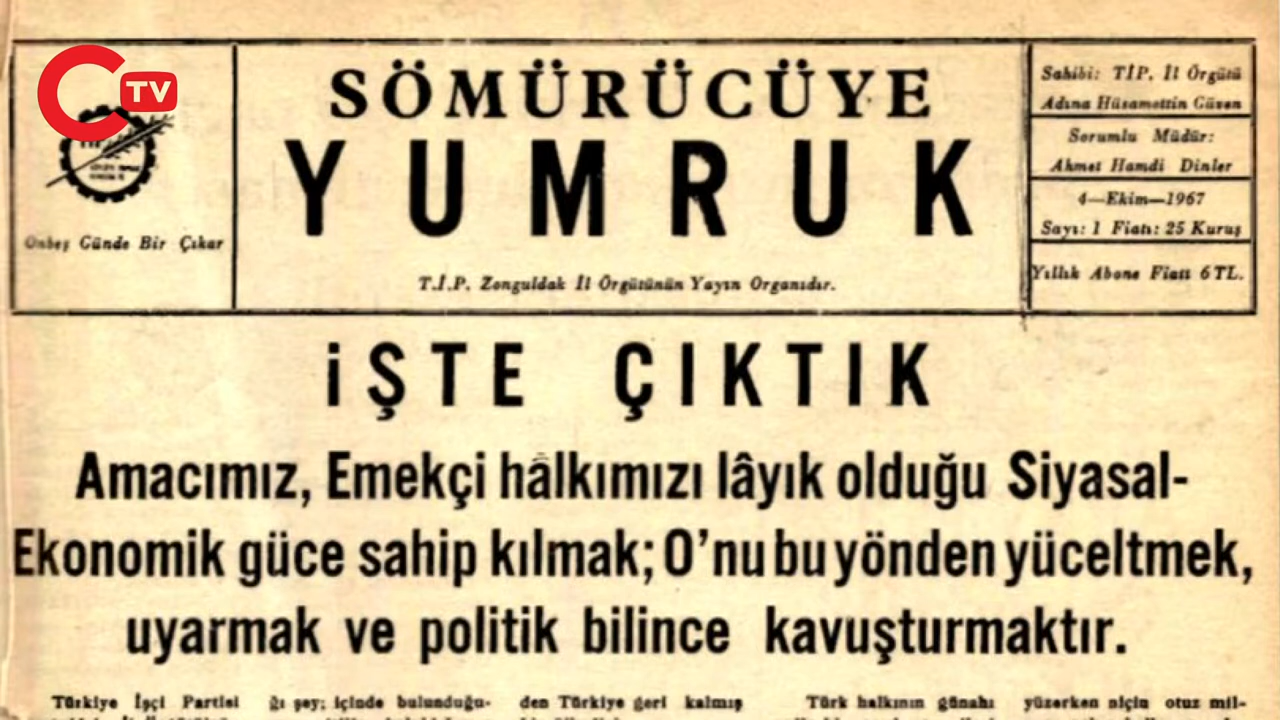 C TV
Onbeş Günde Bir Çıkar
SÖMÜRÜCÜYE
YUMRUK
T.İ.P. Zonguldak İl Örgütünün Yayın Organıdır.
Sahibi: TİP. İl Örgütü
Adına Hüsamettin Güven
Sorumlu Müdür:
Ahmet Hamdi Dinler
4—Ekim—1967
Sayı: 1 Fiatı: 25 Kuruş
Yıllık Abone Fiatı 6 TL.
İŞTE ÇIKTIK
Amacımız, Emekçi hâlkımızı lâyık olduğu Siyasal-
Ekonomik güce sahip kılmak; O'nu bu yönden yüceltmek,
uyarmak ve politik bilince kavuşturmaktır.
Türkiye İşçi Partisi
ğı şey; içinde bulunduğu-
den Türkiye geri kalmış
Türk halkının günahı
yüzerken niçin otuz mil-